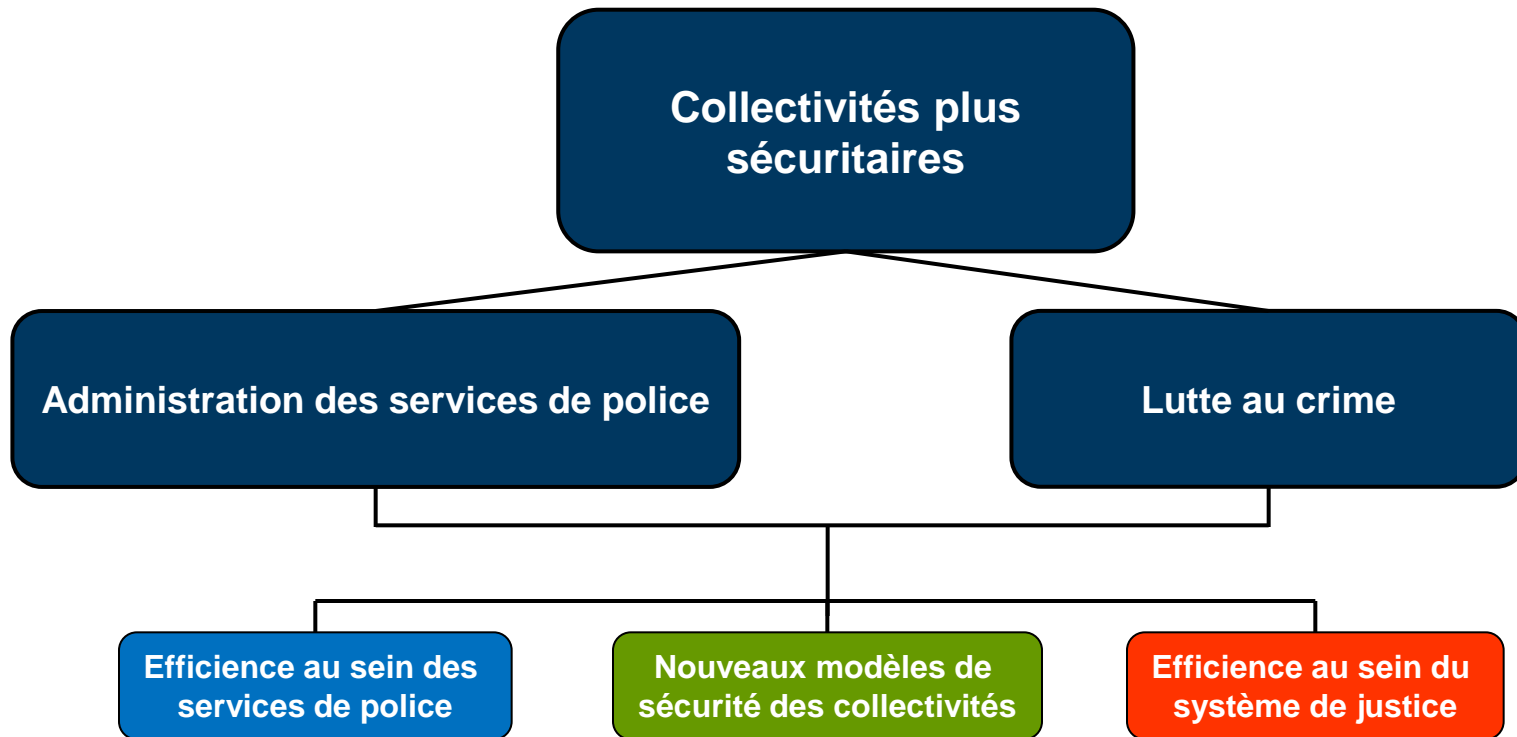 Collectivités plus
sécuritaires
Administration des services de police
Lutte au crime
Efficience au sein des
services de police
Nouveaux modèles de
sécurité des collectivités
Efficience au sein du
système de justice